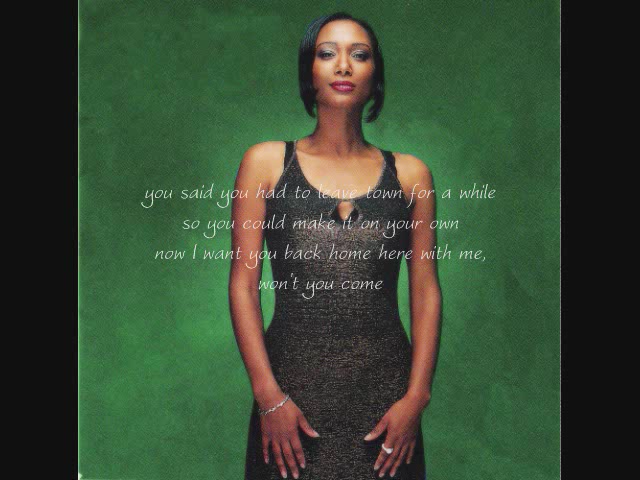 you said you had to leave town for a while
so you could make it on your own
now I want you back home here with me,
won't you come